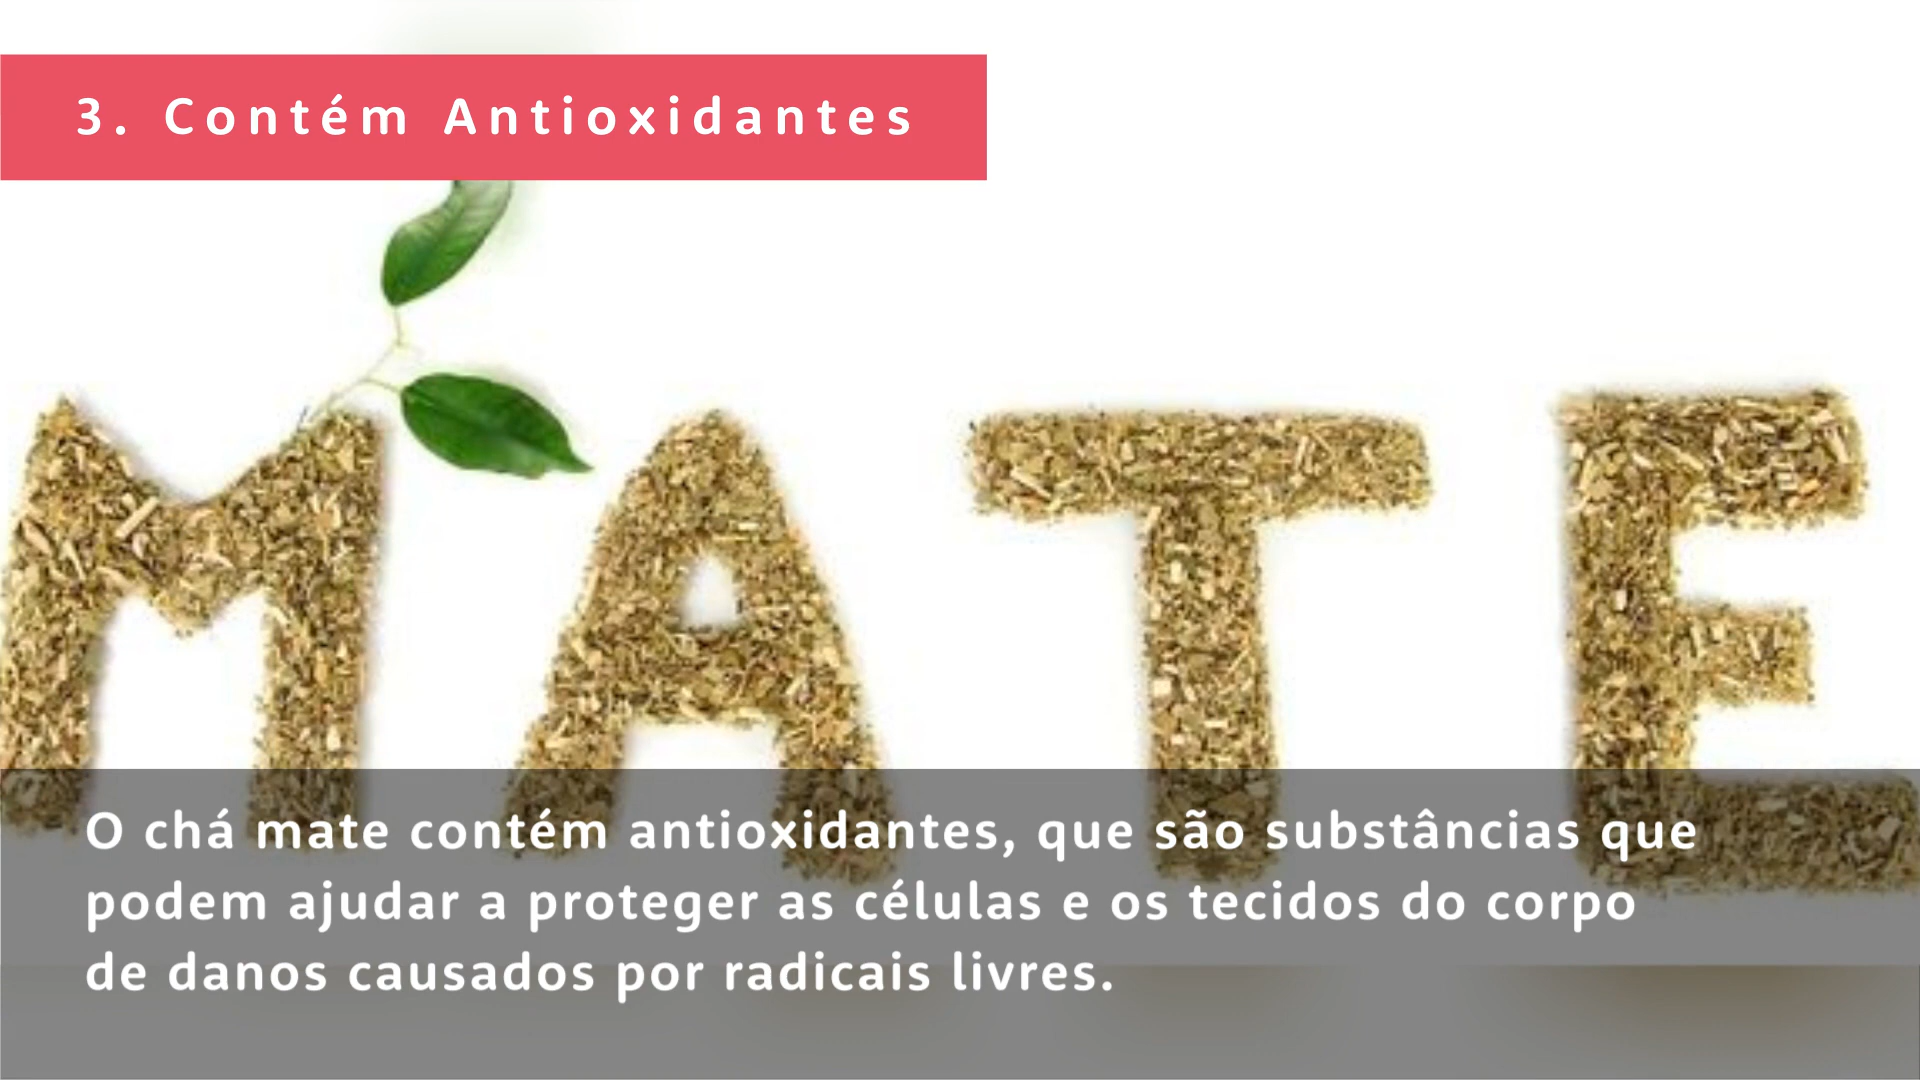 3. Contém Antioxidantes
MATE
O chá mate contém antioxidantes, que são substâncias que
podem ajudar a proteger as células e os tecidos do corpo
de danos causados por radicais livres.